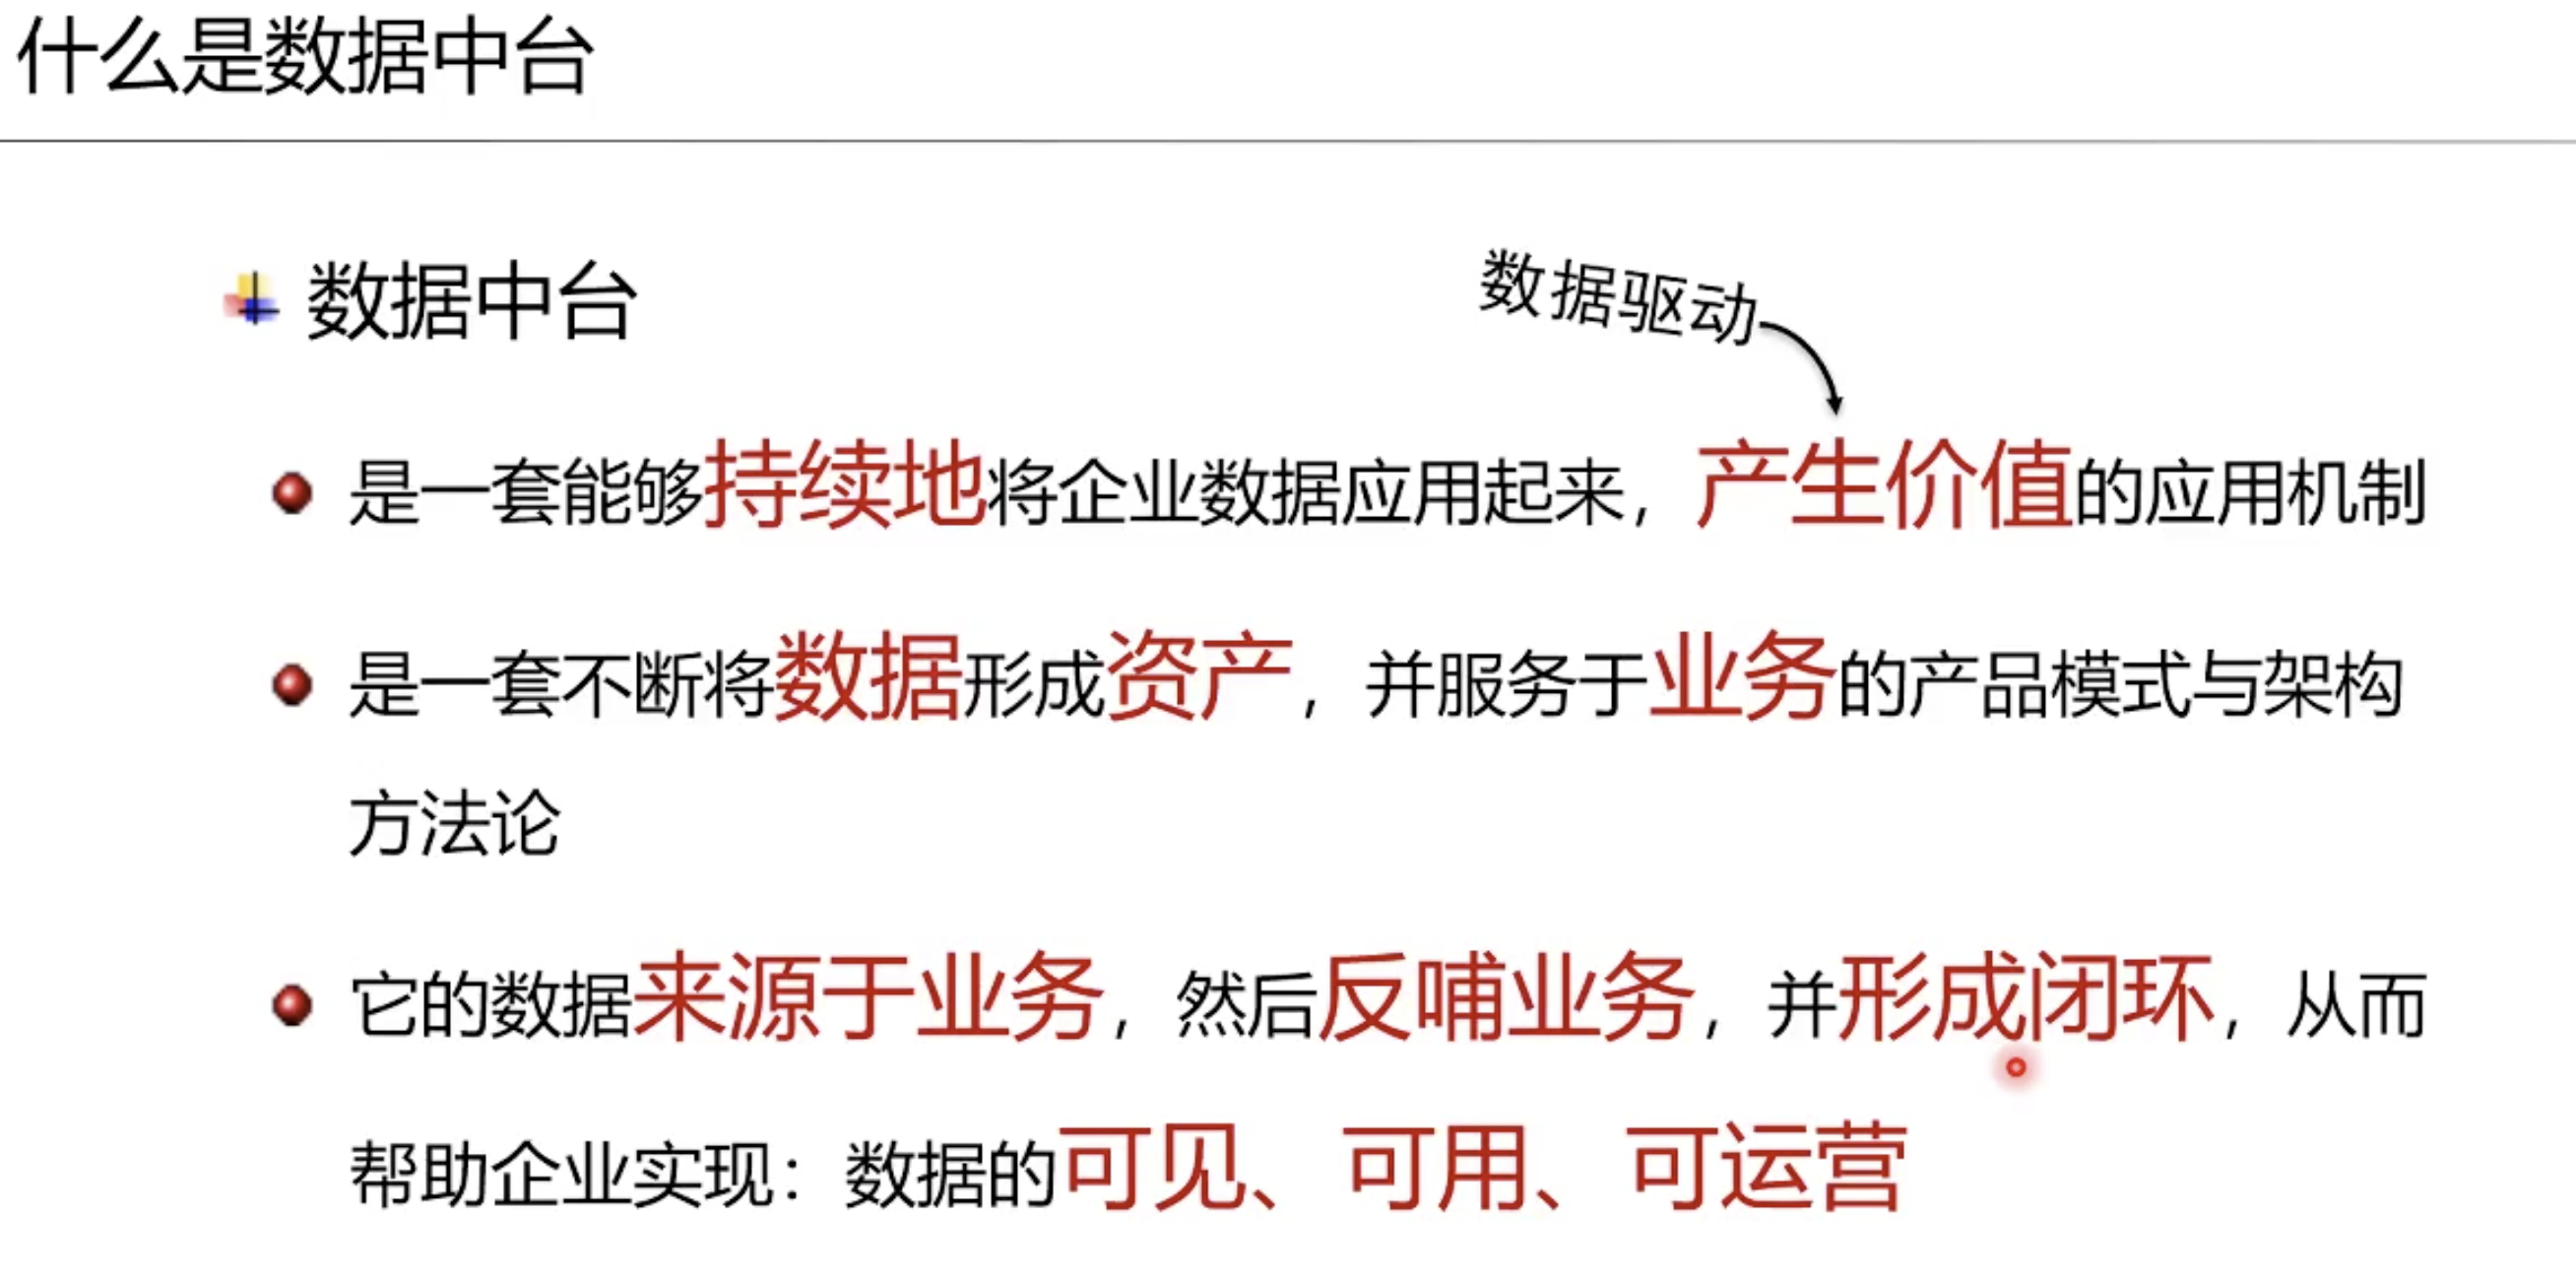 什么是数据中台
数据中台
数据驱动
是一套能够持续地将企业数据应用起来，产生价值的应用机制
是一套不断将数据形成资产，并服务于业务的产品模式与架构
方法论
它的数据来源于业务，然后反哺业务，并形成闭环，从而
帮助企业实现：数据的可见、可用、可运营